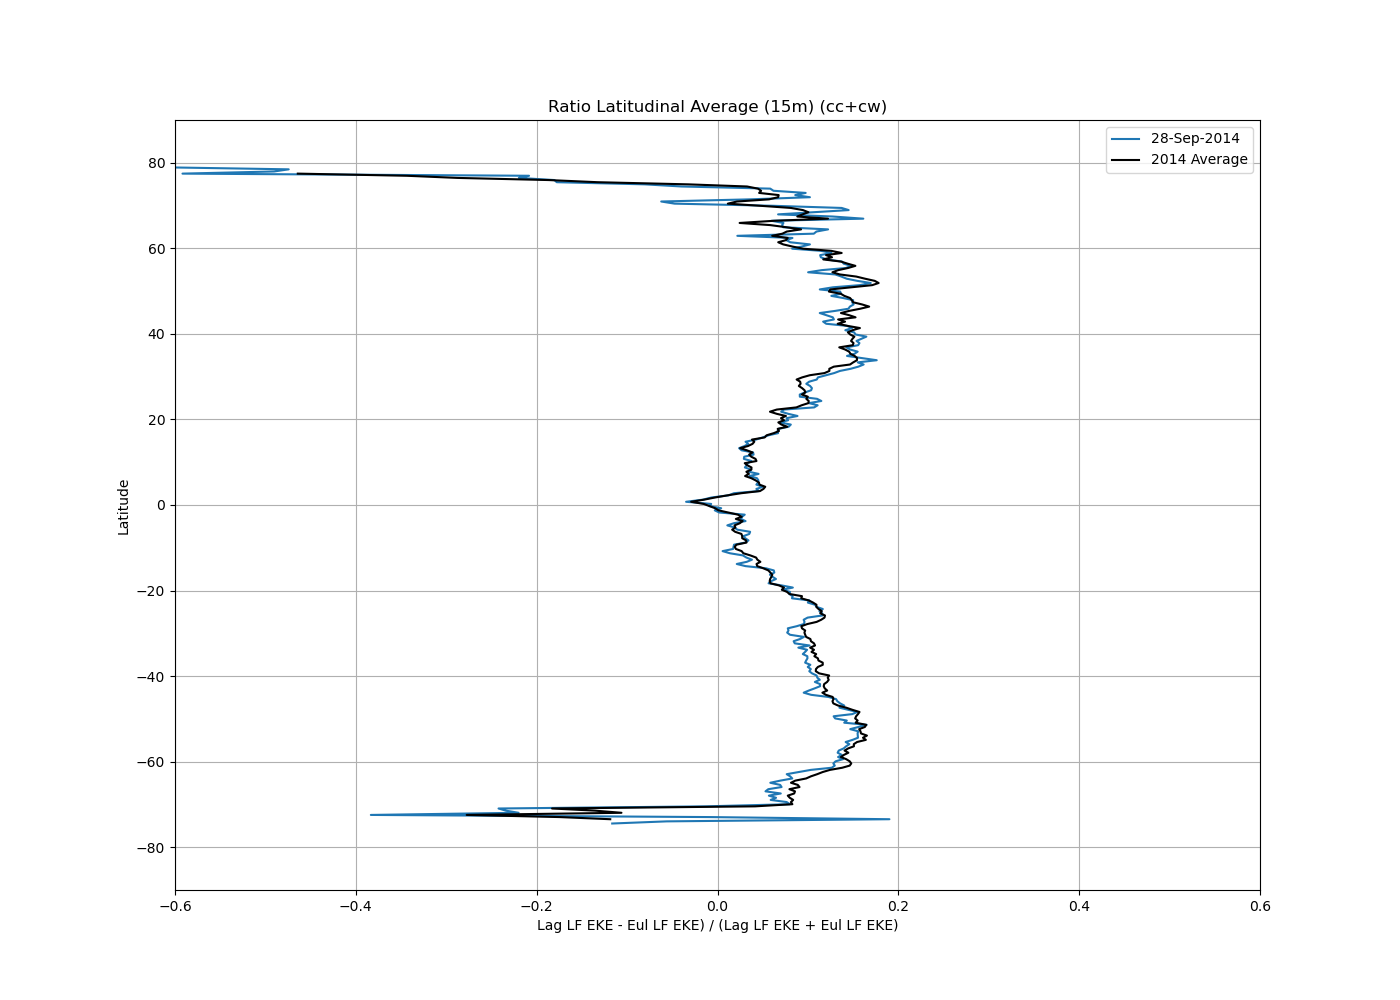 Ratio Latitudinal Average (15m) (cc+cw)
28-Sep-2014
2014 Average
80
60
40
20
0
−20
−40
−60
−80
Latitude
−0.6 −0.4 −0.2 0.0 0.2 0.4 0.6
Lag LF EKE - Eul LF EKE) / (Lag LF EKE + Eul LF EKE)